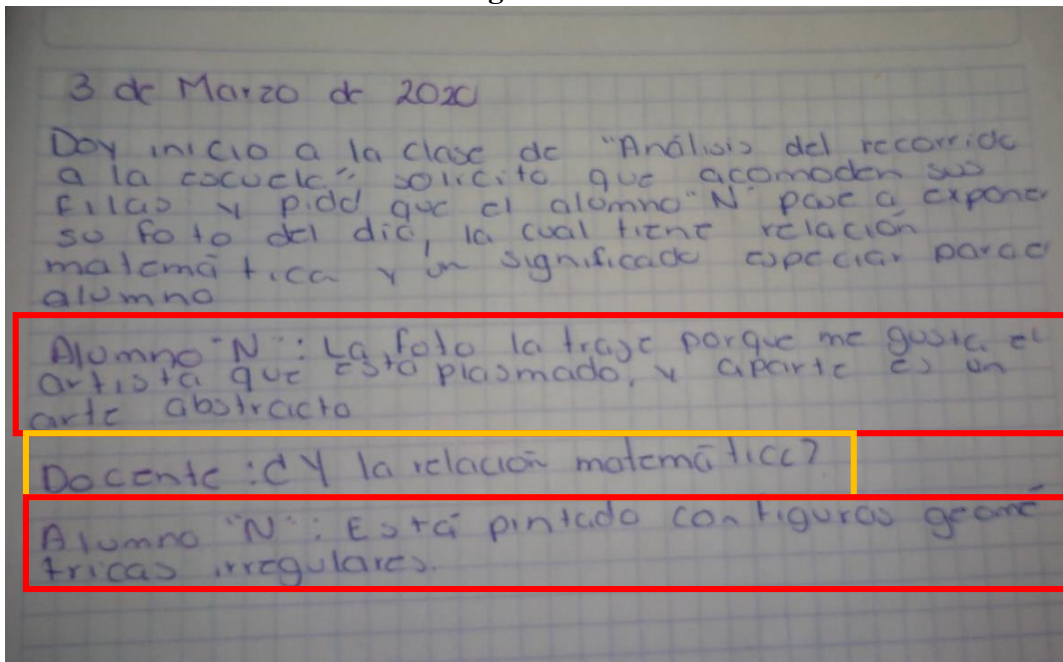 3 de Marzo de 2020
Doy inicio a la clase de "Análisis del recorrido
a la escuela" solicito que acomoden sus
filas y pido que el alumno "N" pase a exponer
su foto del dia, la cual tiene relación
matemática y un significado especial para el
alumno
Alumno "N": La foto la traje porque me gusta el
artista que está plasmado, y aparte es un
arte abstracto
Docente: ¿Y la relación matemática?
Alumno "N": Está pintado con figuras geomé
tricas irregulares.